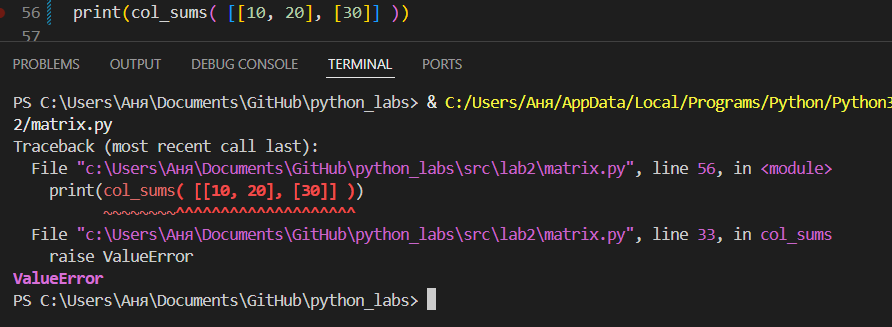 56 print(col_sums( [[10, 20], [30]] ))
57
PROBLEMS OUTPUT DEBUG CONSOLE TERMINAL PORTS
PS C:\Users\Аня\Documents\GitHub\python_labs> & C:/Users/Аня/AppData/Local/Programs/Python/Python3
2/matrix.py
Traceback (most recent call last):
  File "c:\Users\Аня\Documents\GitHub\python_labs\src\lab2\matrix.py", line 56, in <module>
    print(col_sums( [[10, 20], [30]] ))
          ~~~~~~~~^^^^^^^^^^^^^^^^^^^^
  File "c:\Users\Аня\Documents\GitHub\python_labs\src\lab2\matrix.py", line 33, in col_sums
    raise ValueError
ValueError
PS C:\Users\Аня\Documents\GitHub\python_labs>